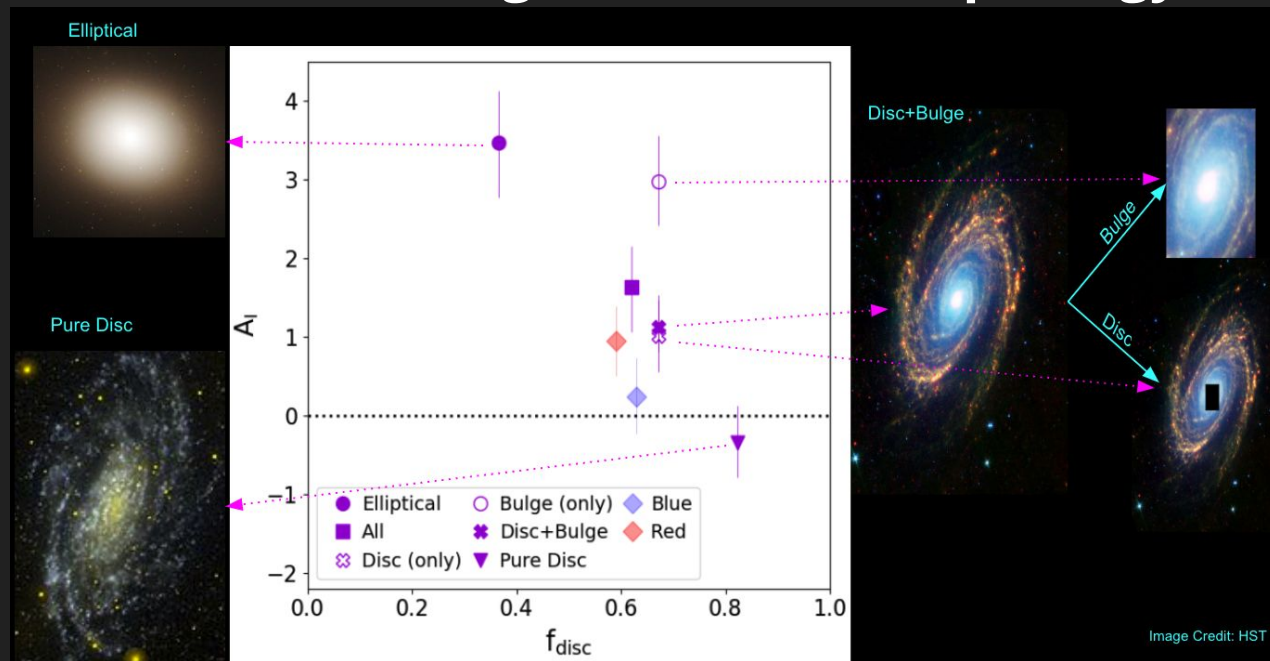 Elliptical
Pure Disc
4
3
2
1
0
−1
−2
A_I
0.0 0.2 0.4 0.6 0.8 1.0
f_disc
Elliptical
All
Disc (only)
Bulge (only)
Disc+Bulge
Pure Disc
Blue
Red
Disc+Bulge
Bulge
Disc
Image Credit: HST